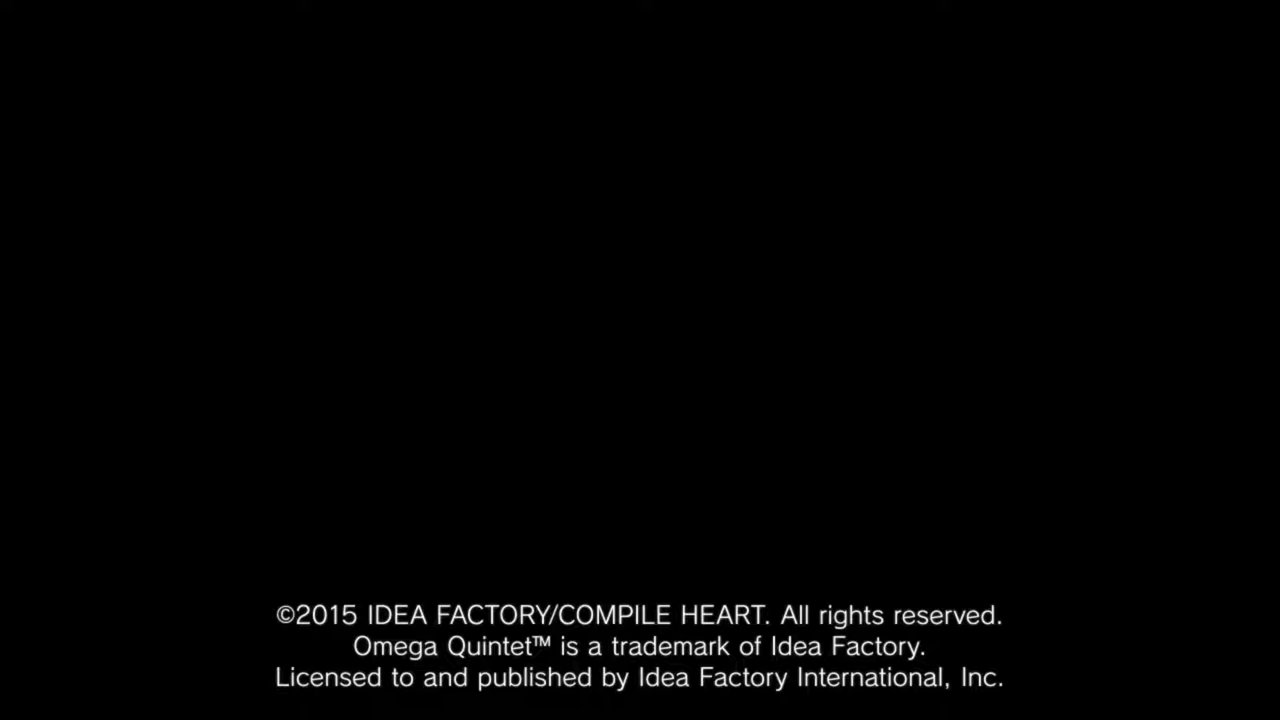 ©2015 IDEA FACTORY/COMPILE HEART. All rights reserved.
Omega Quintet™ is a trademark of Idea Factory.
Licensed to and published by Idea Factory International, Inc.